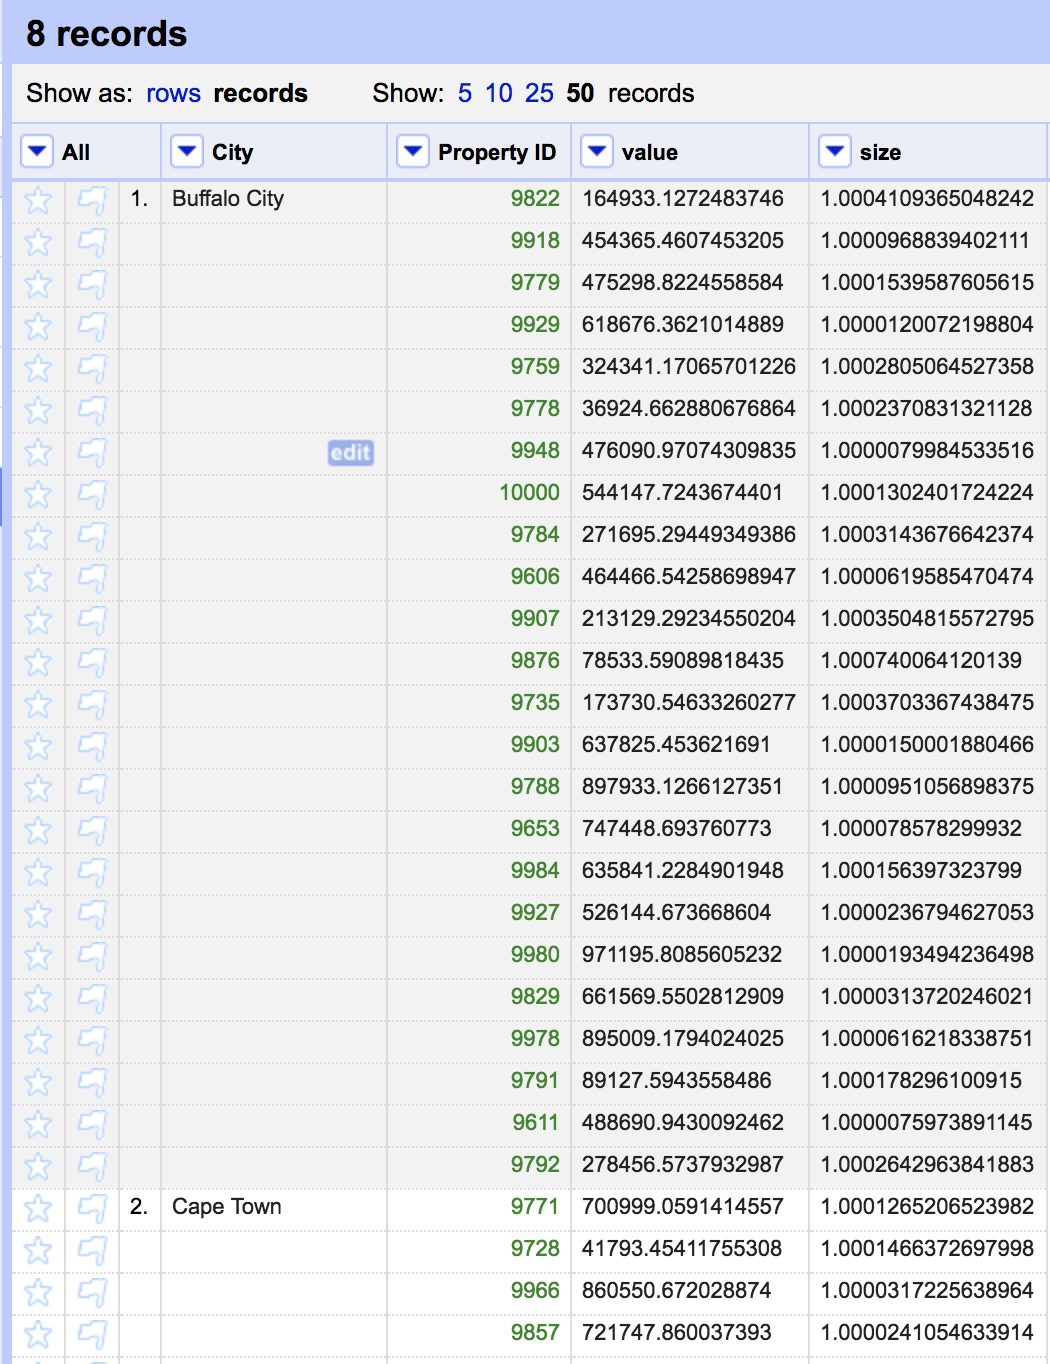 8 records
Show as: rows records Show: 5 10 25 50 records
All City Property ID value size
1. Buffalo City 9822 164933.1272483746 1.0004109365048242
9918 454365.4607453205 1.0000968839402111
9779 475298.8224558584 1.0001539587605615
9929 618676.3621014889 1.0000120072198804
9759 324341.17065701226 1.0002805064527358
9778 36924.662880676864 1.0002370831321128
edit 9948 476090.97074309835 1.0000079984533516
10000 544147.7243674401 1.0001302401724224
9784 271695.29449349386 1.0003143676642374
9606 464466.54258698947 1.0000619585470474
9907 213129.29234550204 1.0003504815572795
9876 78533.59089818435 1.000740064120139
9735 173730.54633260277 1.0003703367438475
9903 637825.453621691 1.0000150001880466
9788 897933.1266127351 1.0000951056898375
9653 747448.693760773 1.000078578299932
9984 635841.2284901948 1.000156397323799
9927 526144.673668604 1.0000236794627053
9980 971195.8085605232 1.0000193494236498
9829 661569.5502812909 1.0000313720246021
9978 895009.1794024025 1.0000616218338751
9791 89127.5943558486 1.000178296100915
9611 488690.9430092462 1.0000075973891145
9792 278456.5737932987 1.0002642963841883
2. Cape Town 9771 700999.0591414557 1.0001265206523982
9728 41793.45411755308 1.0001466372697998
9966 860550.672028874 1.0000317225638964
9857 721747.860037393 1.0000241054633914